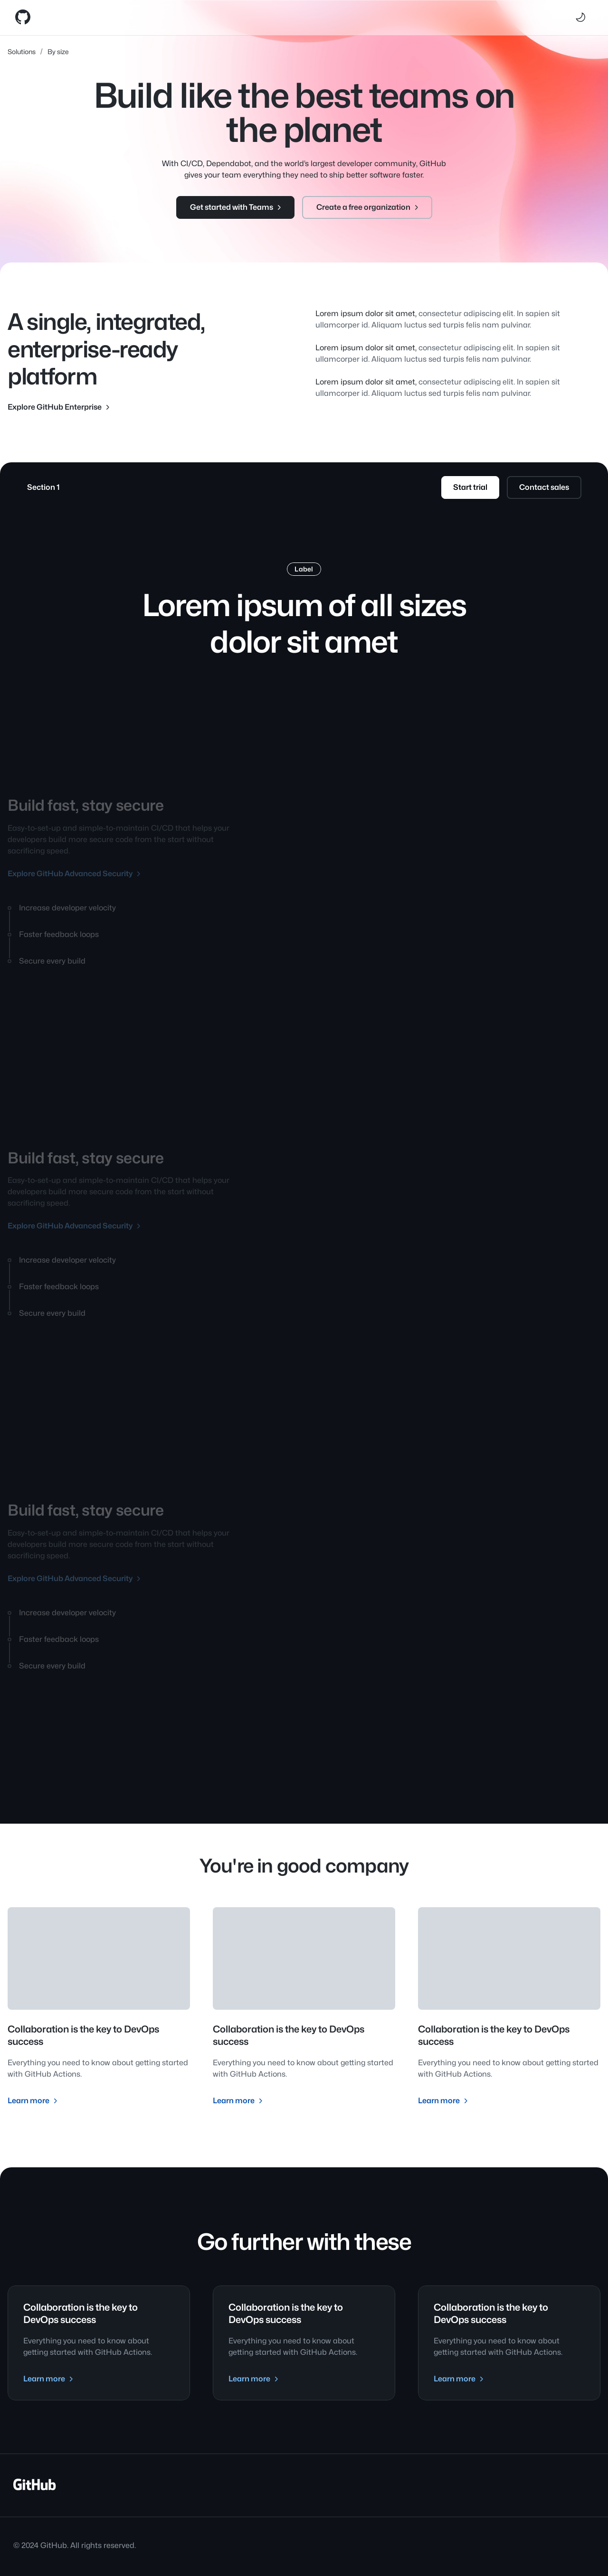 Solutions / By size
Build like the best teams on
the planet
With CI/CD, Dependabot, and the world's largest developer community, GitHub
gives your team everything they need to ship better software faster.
Get started with Teams
Create a free organization
A single, integrated,
enterprise-ready
platform
Explore GitHub Enterprise
Lorem ipsum dolor sit amet, consectetur adipiscing elit. In sapien sit
ullamcorper id. Aliquam luctus sed turpis felis nam pulvinar.
Lorem ipsum dolor sit amet, consectetur adipiscing elit. In sapien sit
ullamcorper id. Aliquam luctus sed turpis felis nam pulvinar.
Lorem ipsum dolor sit amet, consectetur adipiscing elit. In sapien sit
ullamcorper id. Aliquam luctus sed turpis felis nam pulvinar.
Section 1
Start trial
Contact sales
Label
Lorem ipsum of all sizes
dolor sit amet
Build fast, stay secure
Easy-to-set-up and simple-to-maintain CI/CD that helps your
developers build more secure code from the start without
sacrificing speed.
Explore GitHub Advanced Security
Increase developer velocity
Faster feedback loops
Secure every build
Build fast, stay secure
Easy-to-set-up and simple-to-maintain CI/CD that helps your
developers build more secure code from the start without
sacrificing speed.
Explore GitHub Advanced Security
Increase developer velocity
Faster feedback loops
Secure every build
Build fast, stay secure
Easy-to-set-up and simple-to-maintain CI/CD that helps your
developers build more secure code from the start without
sacrificing speed.
Explore GitHub Advanced Security
Increase developer velocity
Faster feedback loops
Secure every build
You're in good company
Collaboration is the key to DevOps
success
Everything you need to know about getting started
with GitHub Actions.
Learn more
Collaboration is the key to DevOps
success
Everything you need to know about getting started
with GitHub Actions.
Learn more
Collaboration is the key to DevOps
success
Everything you need to know about getting started
with GitHub Actions.
Learn more
Go further with these
Collaboration is the key to
DevOps success
Everything you need to know about
getting started with GitHub Actions.
Learn more
Collaboration is the key to
DevOps success
Everything you need to know about
getting started with GitHub Actions.
Learn more
Collaboration is the key to
DevOps success
Everything you need to know about
getting started with GitHub Actions.
Learn more
GitHub
© 2024 GitHub. All rights reserved.